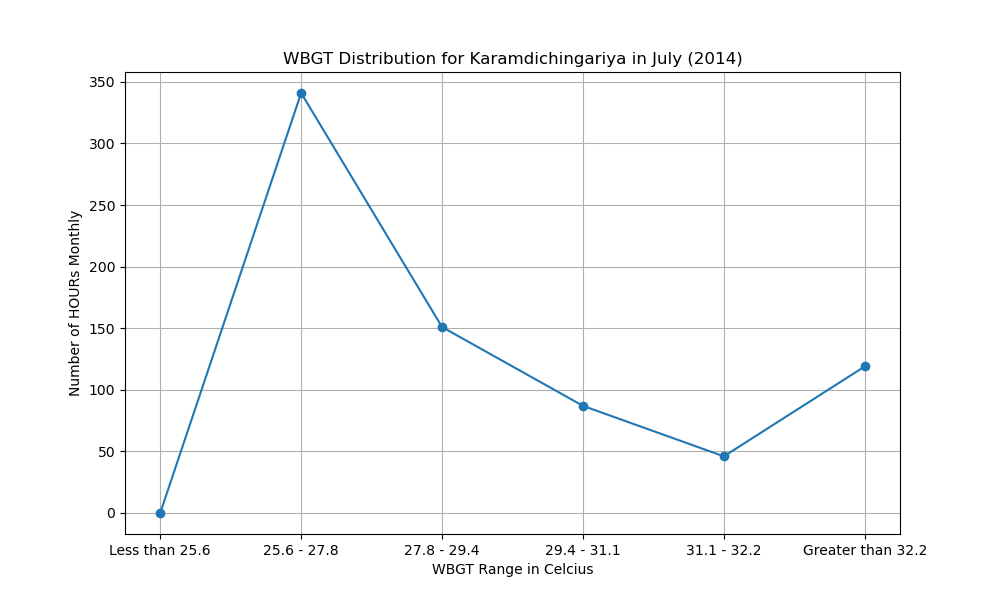 WBGT Distribution for Karamdichingariya in July (2014)
Number of HOURs Monthly
350
300
250
200
150
100
50
0
Less than 25.6
25.6 - 27.8
27.8 - 29.4
29.4 - 31.1
31.1 - 32.2
Greater than 32.2
WBGT Range in Celcius